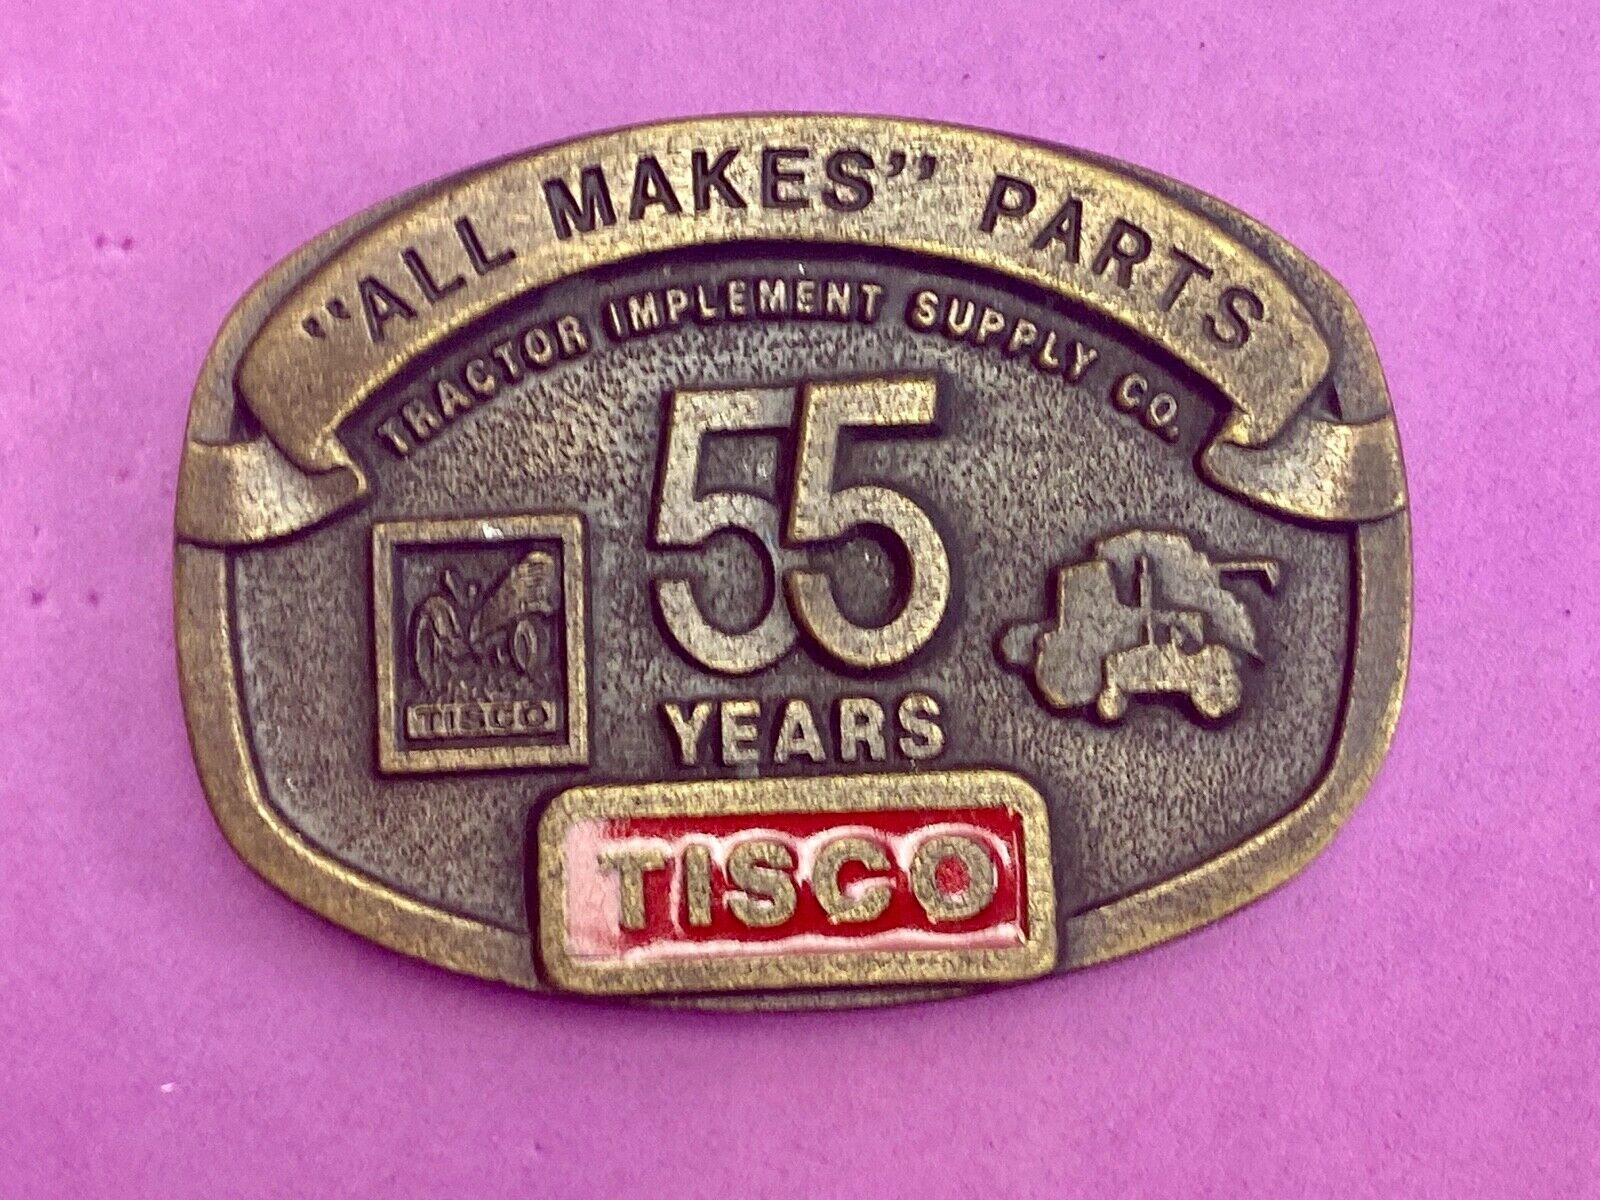 "ALL MAKES" PARTS
TRACTOR IMPLEMENT SUPPLY CO.
55
YEARS
TISCO
TISCO